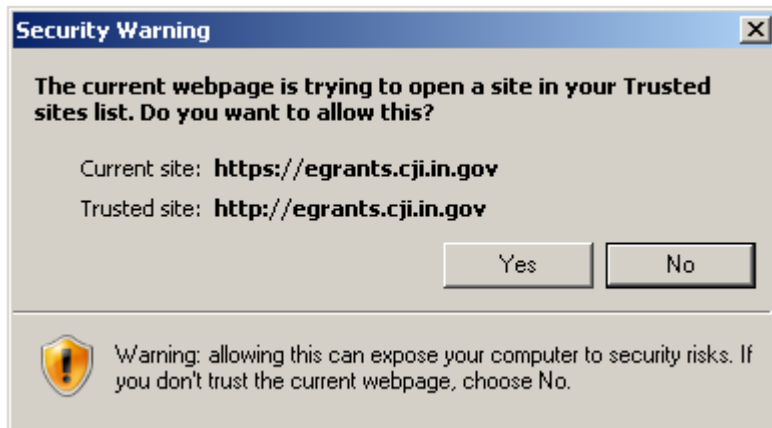 Security Warning
The current webpage is trying to open a site in your Trusted
sites list. Do you want to allow this?
Current site: https://egrants.cji.in.gov
Trusted site: http://egrants.cji.in.gov
Yes No
Warning: allowing this can expose your computer to security risks. If
you don't trust the current webpage, choose No.